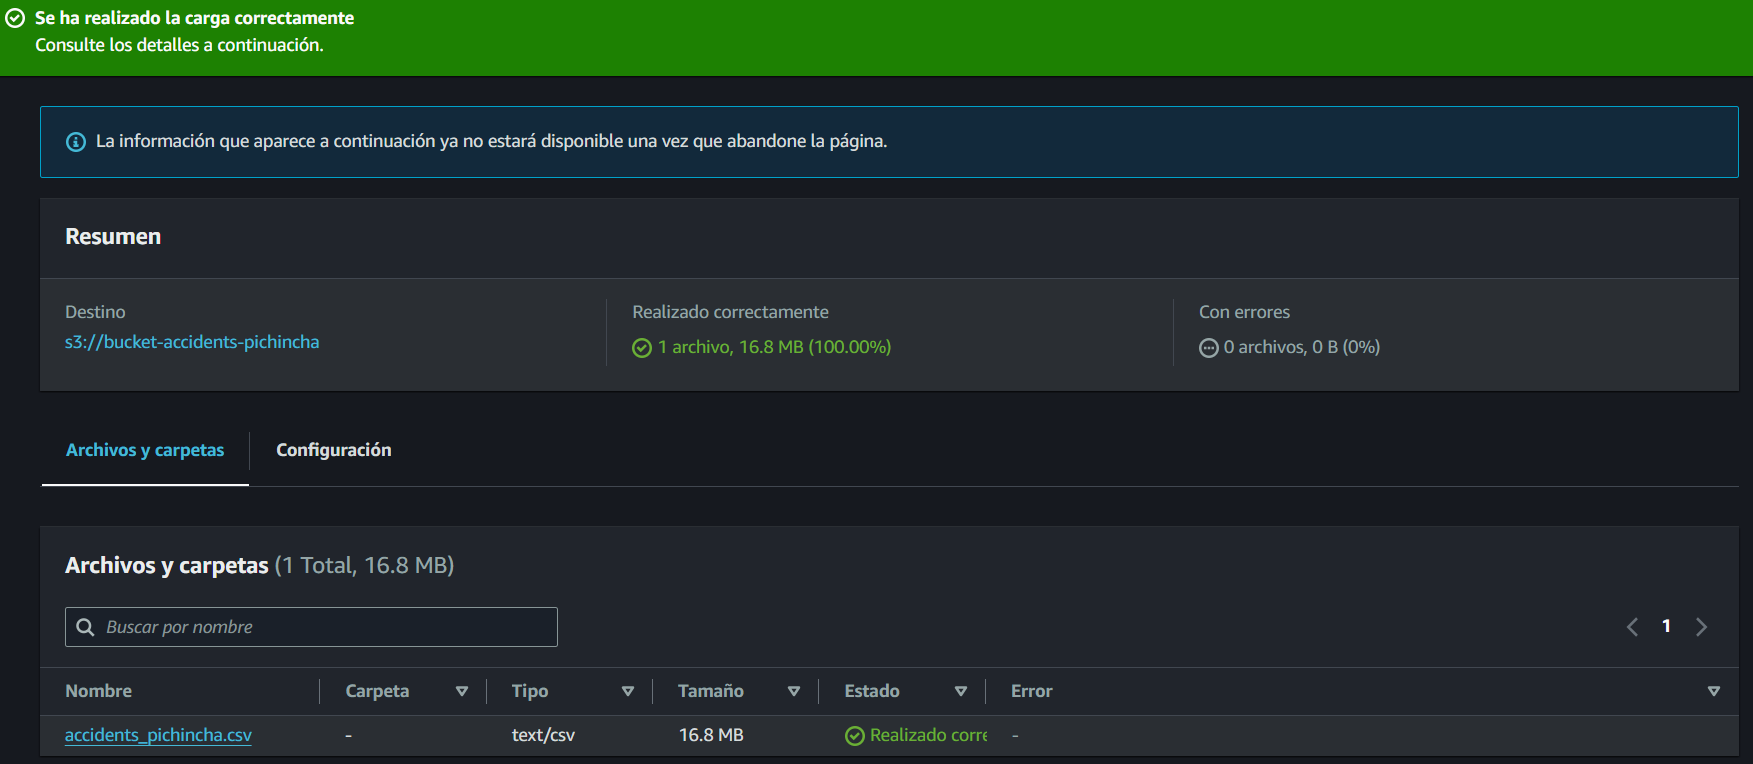 Se ha realizado la carga correctamente
Consulte los detalles a continuación.
La información que aparece a continuación ya no estará disponible una vez que abandone la página.
Resumen
Destino
s3://bucket-accidents-pichincha
Realizado correctamente
1 archivo, 16.8 MB (100.00%)
Con errores
0 archivos, 0 B (0%)
Archivos y carpetas
Configuración
Archivos y carpetas (1 Total, 16.8 MB)
Buscar por nombre
1
Nombre Carpeta Tipo Tamaño Estado Error
accidents_pichincha.csv - text/csv 16.8 MB Realizado corre -